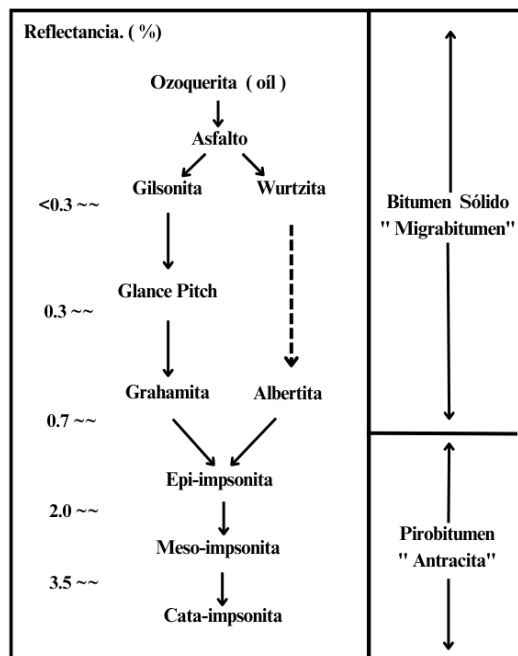 Reflectancia. ( %)
Ozoquerita ( oíl )
Asfalto
Gilsonita
Wurtzita
<0.3 ~~
Glance Pitch
0.3 ~~
Grahamita
Albertita
0.7 ~~
Epi-impsonita
2.0 ~~
Meso-impsonita
3.5 ~~
Cata-impsonita
Bitumen Sólido
" Migrabitumen"
Pirobitumen
" Antracita"